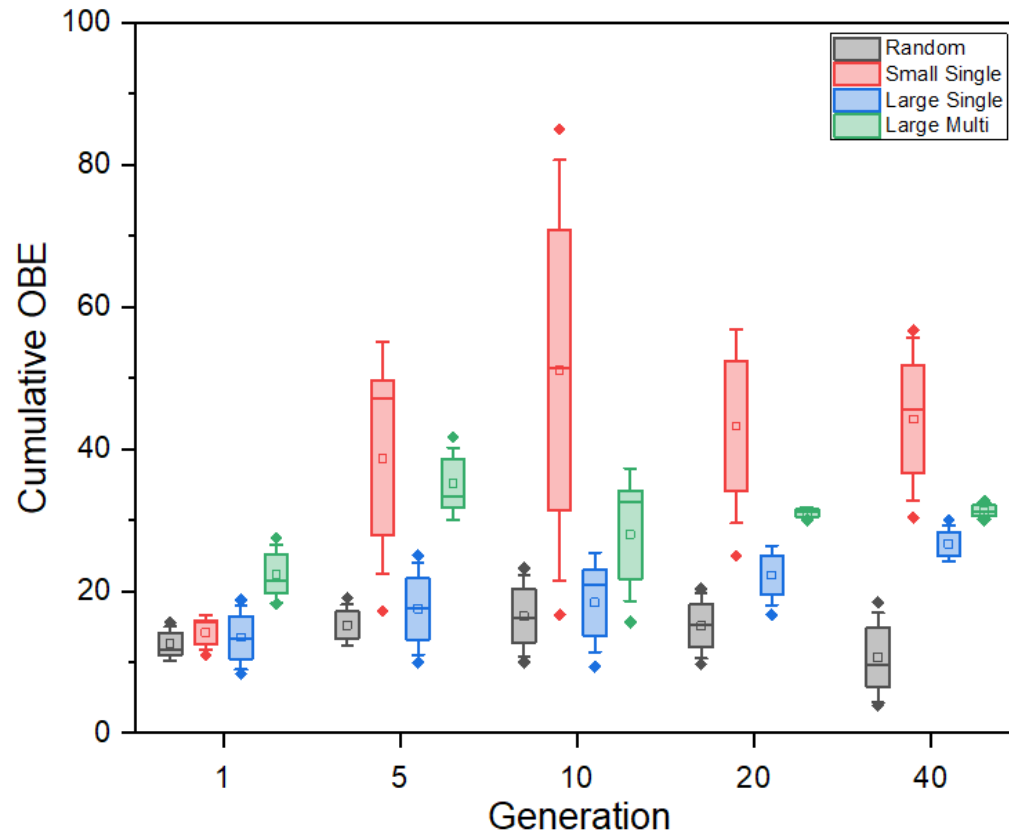 100
80
60
40
20
0
Cumulative OBE
Random
Small Single
Large Single
Large Multi
1 5 10 20 40
Generation